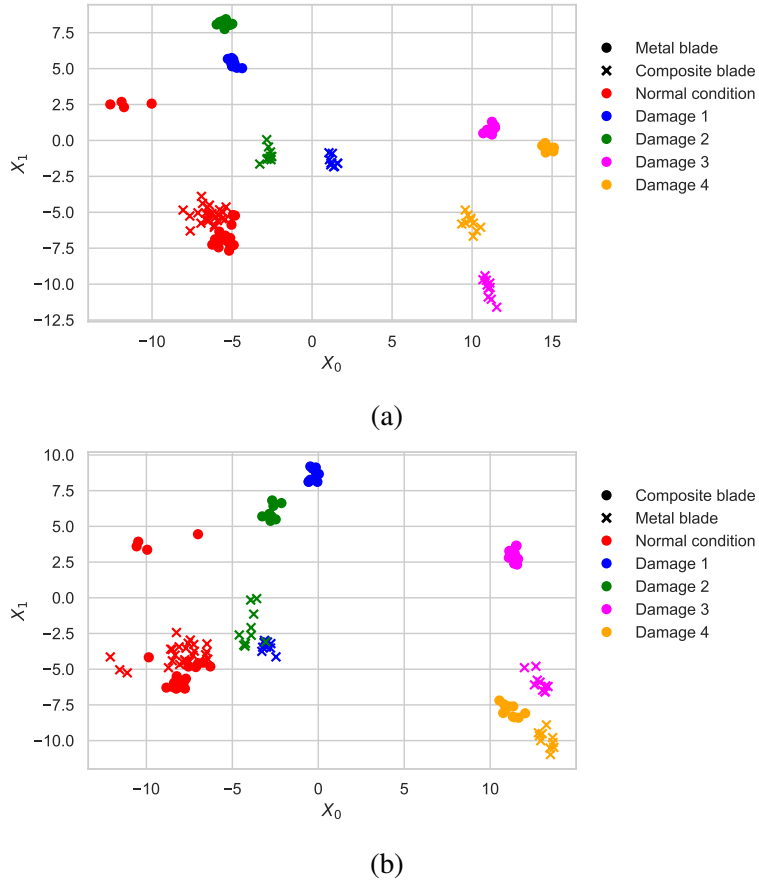 7.5
5.0
2.5
0.0
−2.5
−5.0
−7.5
−10.0
−12.5
X1
−10
−5
0
5
10
15
X0
Metal blade
Composite blade
Normal condition
Damage 1
Damage 2
Damage 3
Damage 4
(a)
10.0
7.5
5.0
2.5
0.0
−2.5
−5.0
−7.5
−10.0
X1
−10
−5
0
5
10
X0
Composite blade
Metal blade
Normal condition
Damage 1
Damage 2
Damage 3
Damage 4
(b)